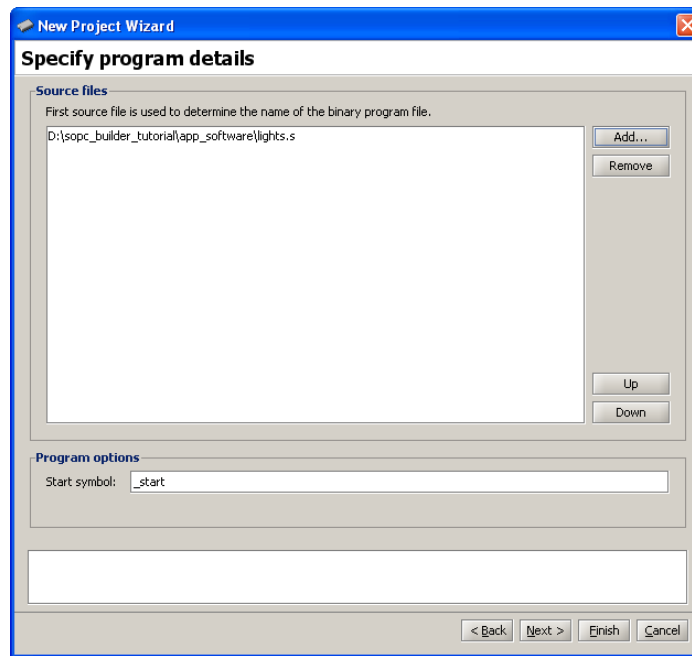 New Project Wizard
Specify program details
Source files
First source file is used to determine the name of the binary program file.
D:\sopc_builder_tutorial\app_software\lights.s
Add...
Remove
Up
Down
Program options
Start symbol: _start
< Back Next > Finish Cancel